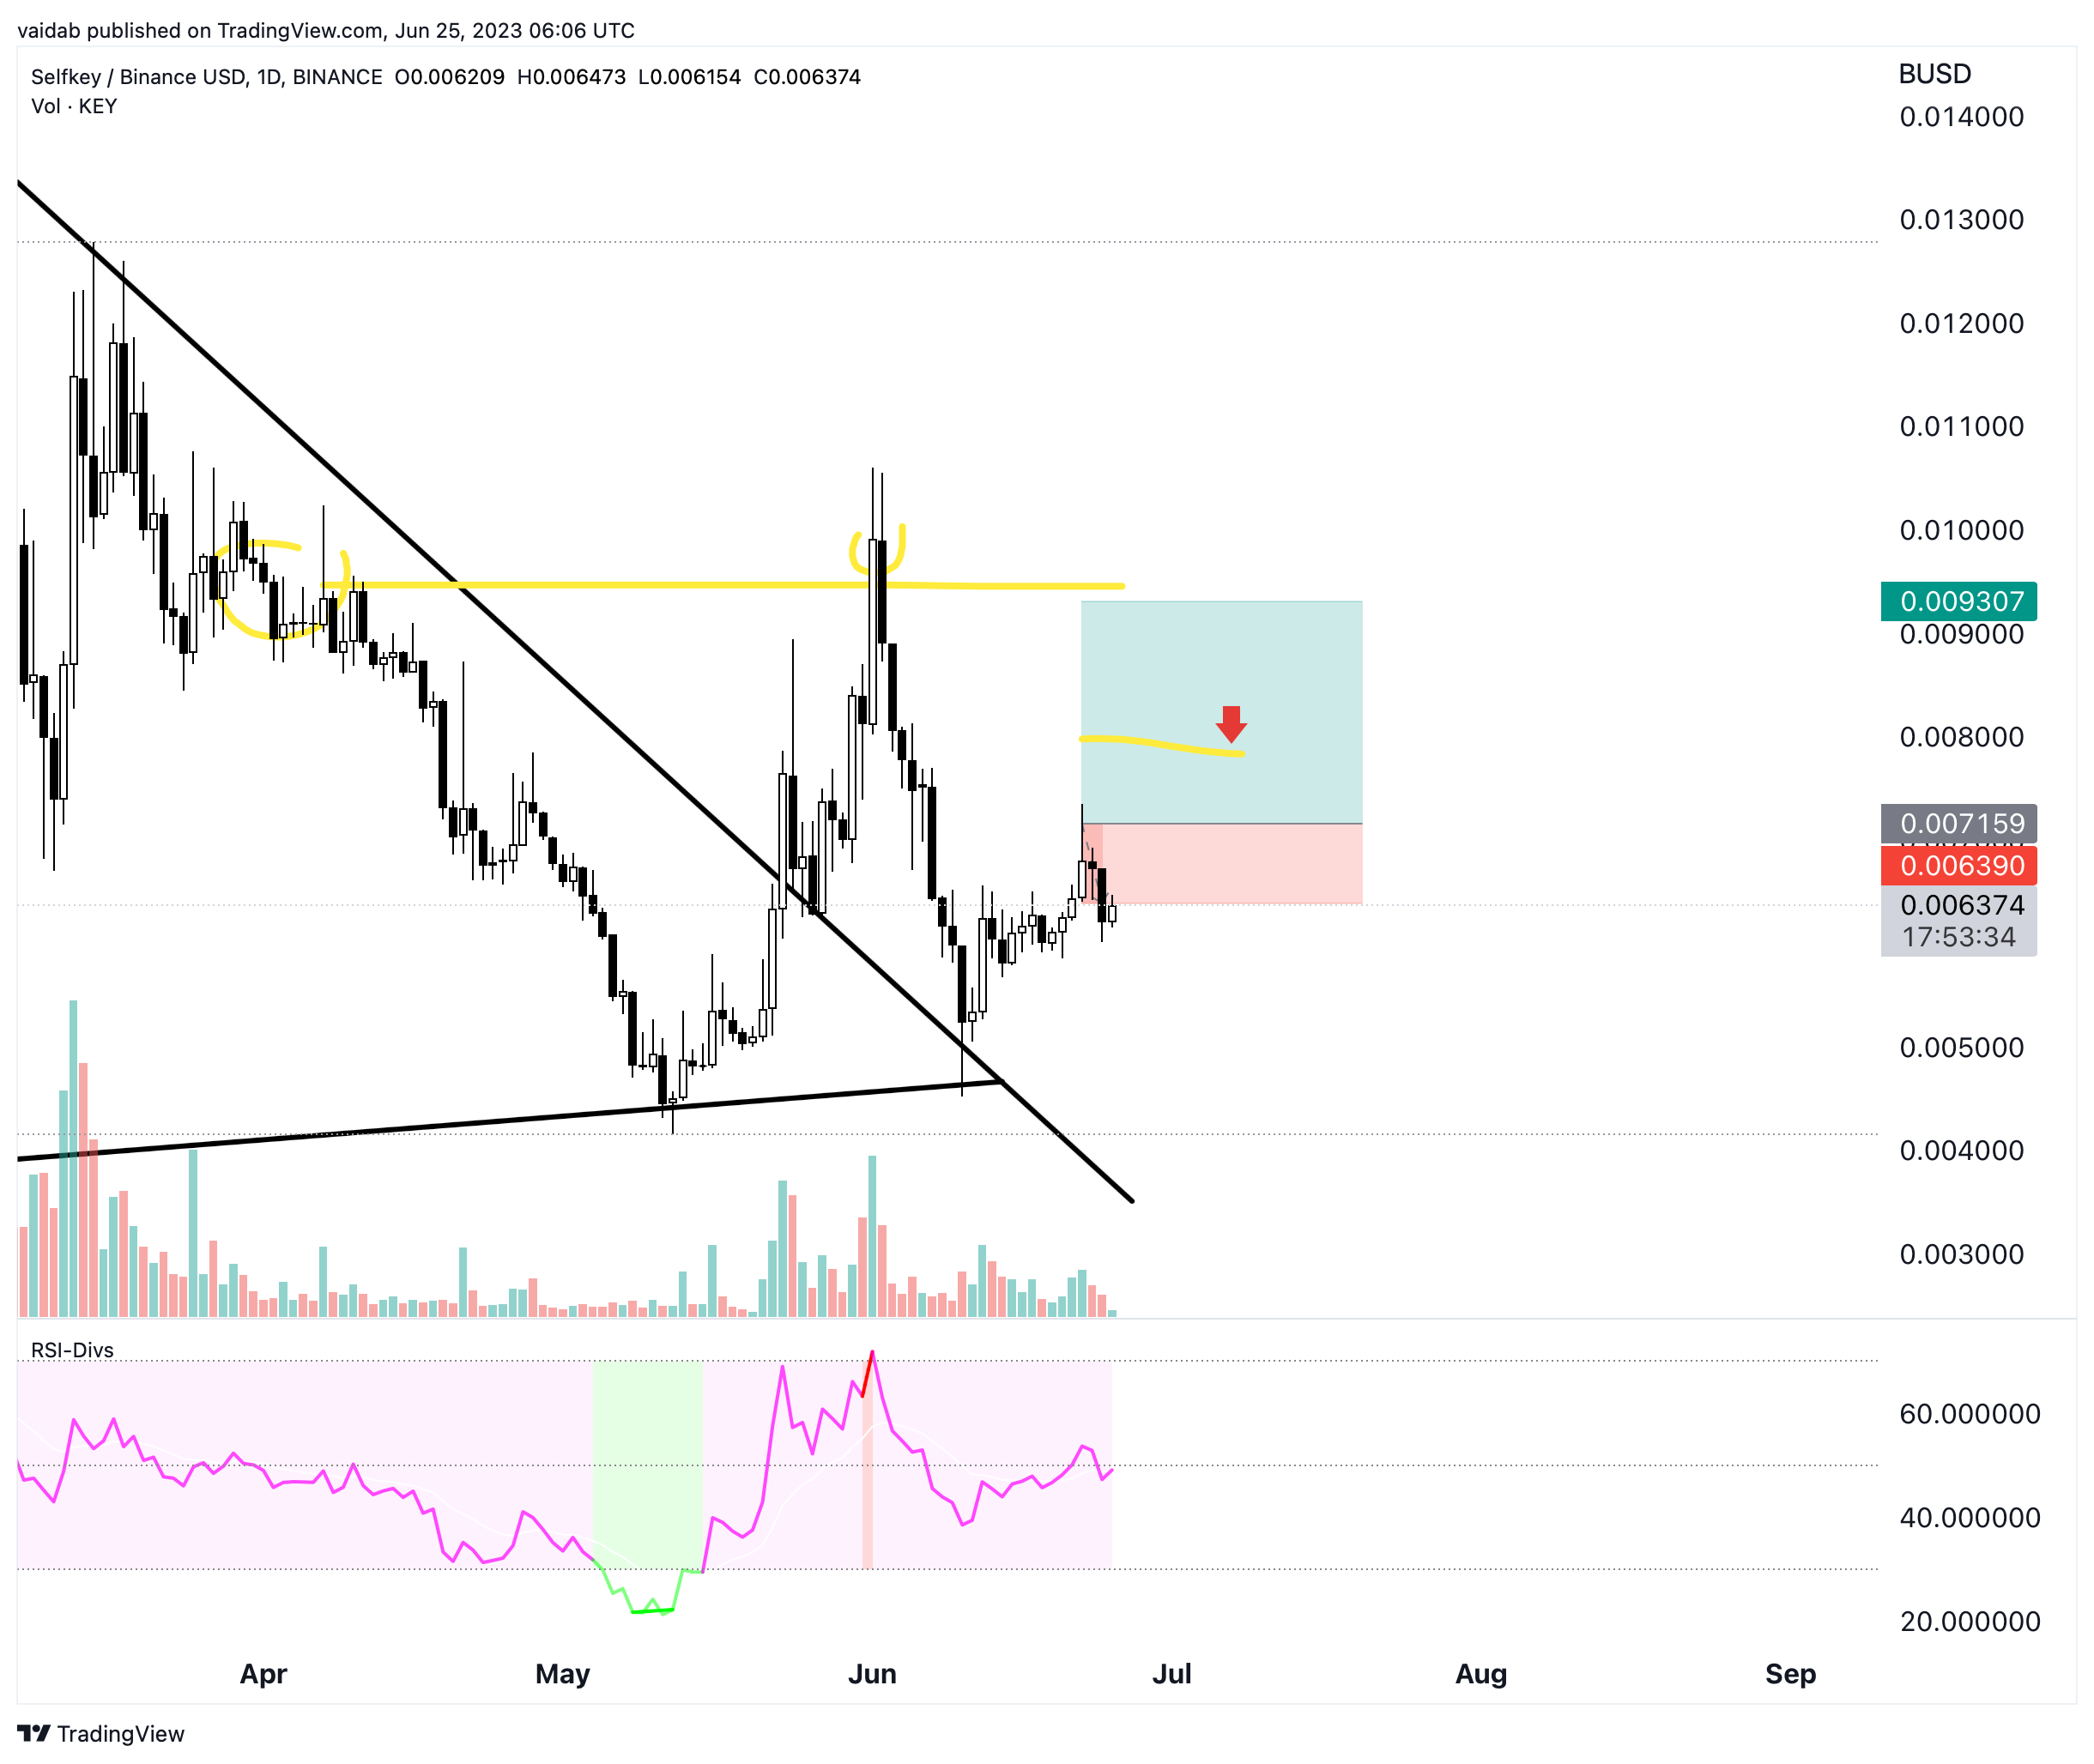 vaidab published on TradingView.com, Jun 25, 2023 06:06 UTC
Selfkey / Binance USD, 1D, BINANCE O0.006209 H0.006473 L0.006154 C0.006374
Vol · KEY
BUSD
0.014000
0.013000
0.012000
0.011000
0.010000
0.009307
0.009000
0.008000
0.007159
0.006390
0.006374
17:53:34
0.005000
0.004000
0.003000
RSI-Divs
60.000000
40.000000
20.000000
Apr May Jun Jul Aug Sep
TradingView